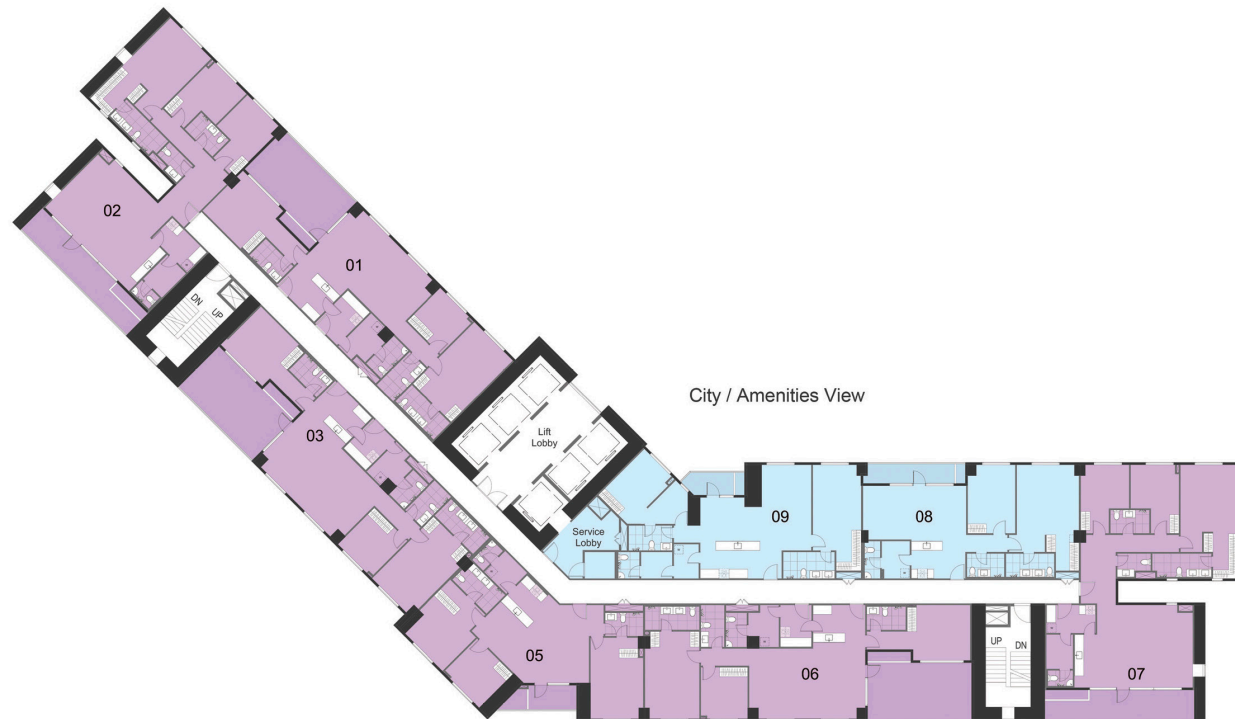 02
01
DN
UP
City / Amenities View
Lift
Lobby
03
09
08
Service
Lobby
UP
DN
05
06
07